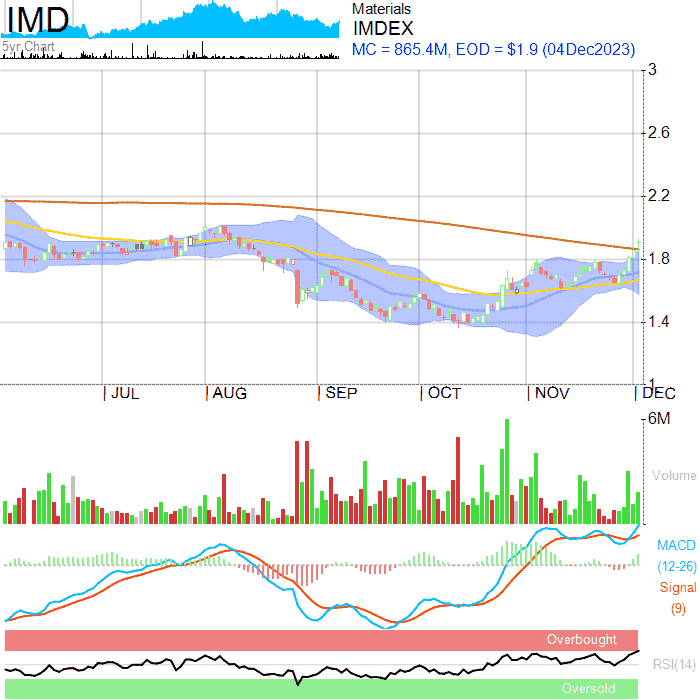 IMD
5yr Chart
Materials
IMDEX
MC = 865.4M, EOD = $1.9 (04Dec2023)
3
2.6
2.2
1.8
1.4
1
JUL AUG SEP OCT NOV DEC
6M
Volume
MACD
(12-26)
Signal
(9)
Overbought
RSI(14)
Oversold